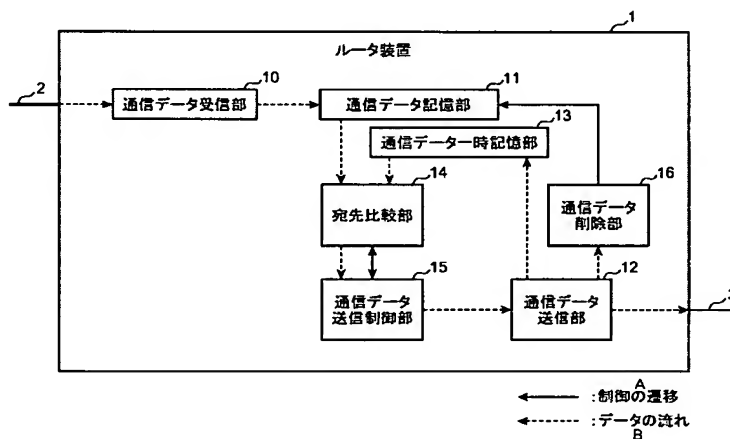 1
ルータ装置
2
10
通信データ受信部
11
通信データ記憶部
13
通信データ一時記憶部
14
宛先比較部
16
通信データ
削除部
15
通信データ
送信制御部
12
通信データ
送信部
A
:制御の遷移
:データの流れ
B